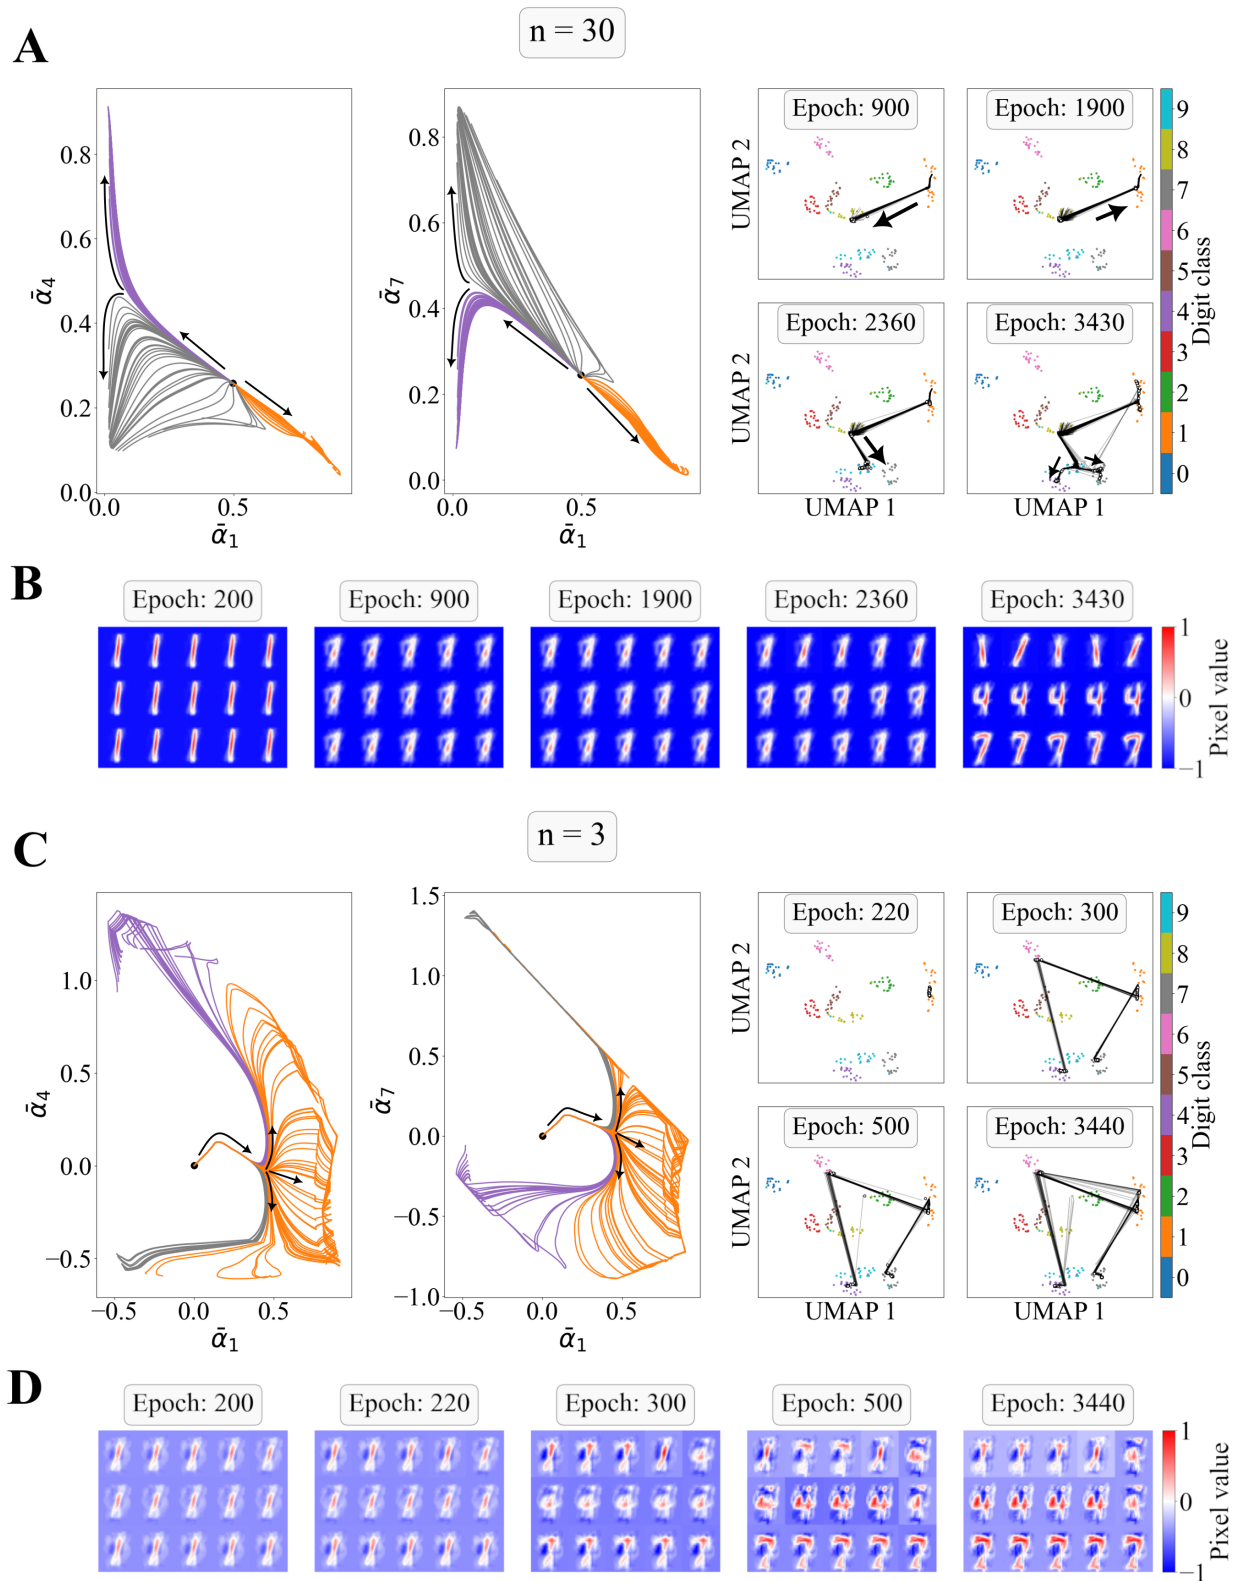 A
n = 30
0.8
0.6
0.4
0.2
0.0
ᾱ4
0.0 0.5
ᾱ1
0.8
0.6
0.4
0.2
0.0
ᾱ7
0.0 0.5
ᾱ1
Epoch: 900
Epoch: 1900
UMAP 2
Epoch: 2360
Epoch: 3430
UMAP 2
UMAP 1
UMAP 1
9
8
7
6
5
4
3
2
1
0
Digit class
B
Epoch: 200
Epoch: 900
Epoch: 1900
Epoch: 2360
Epoch: 3430
1
0
−1
Pixel value
C
n = 3
1.0
0.5
0.0
−0.5
ᾱ4
−0.5 0.0 0.5
ᾱ1
1.5
1.0
0.5
0.0
−0.5
−1.0
ᾱ7
−0.5 0.0 0.5
ᾱ1
Epoch: 220
Epoch: 300
UMAP 2
Epoch: 500
Epoch: 3440
UMAP 2
UMAP 1
UMAP 1
9
8
7
6
5
4
3
2
1
0
Digit class
D
Epoch: 200
Epoch: 220
Epoch: 300
Epoch: 500
Epoch: 3440
1
0
−1
Pixel value